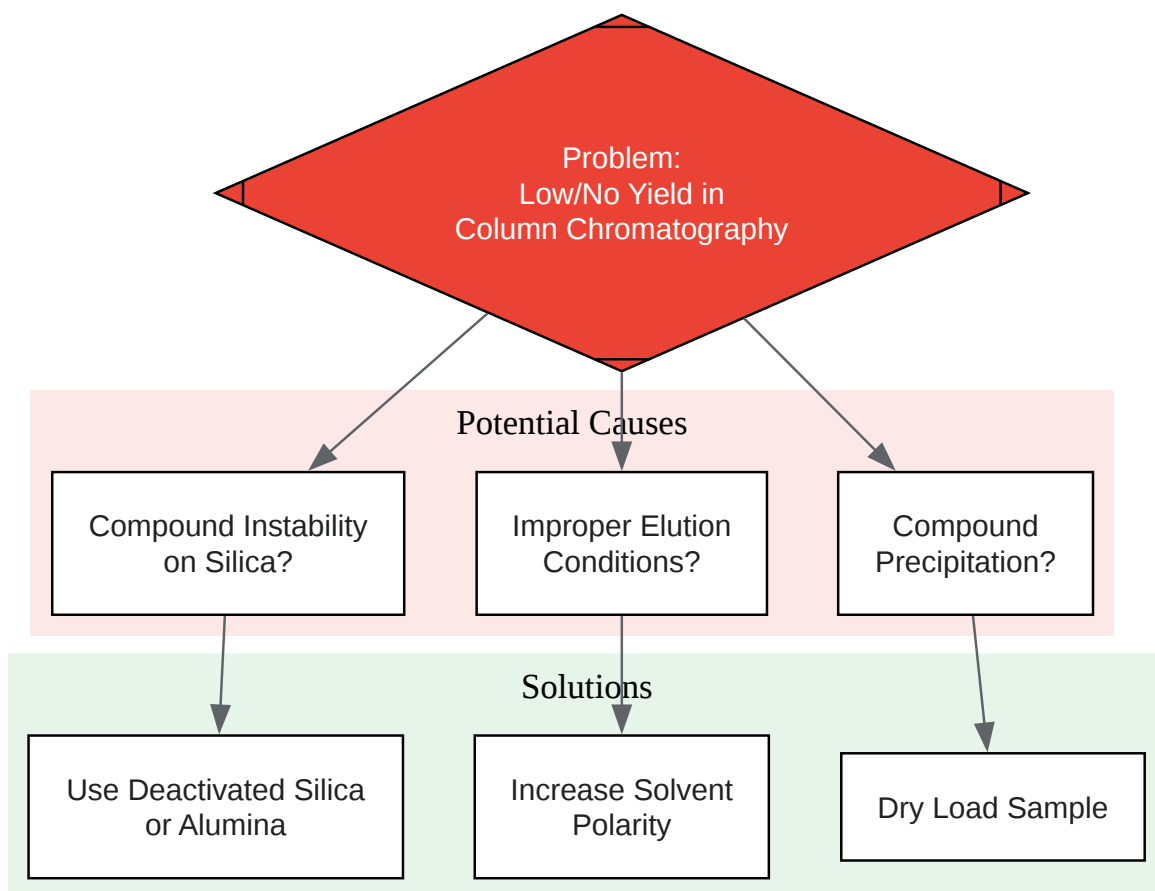 Problem:
Low/No Yield in
Column Chromatography
Potential Causes
Compound Instability
on Silica?
Improper Elution
Conditions?
Compound
Precipitation?
Solutions
Use Deactivated Silica
or Alumina
Increase Solvent
Polarity
Dry Load Sample